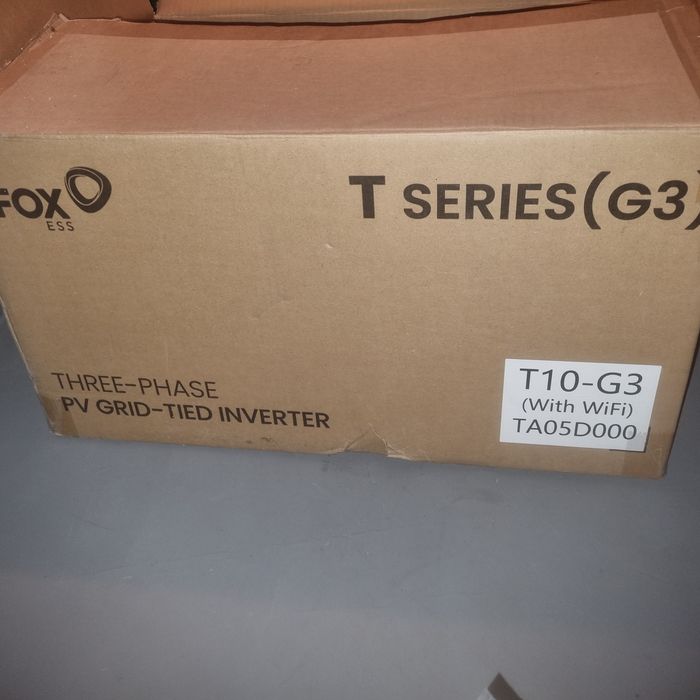 FOX
ESS
T SERIES(G3)
THREE-PHASE
PV GRID-TIED INVERTER
T10-G3
(With WiFi)
TA05D000